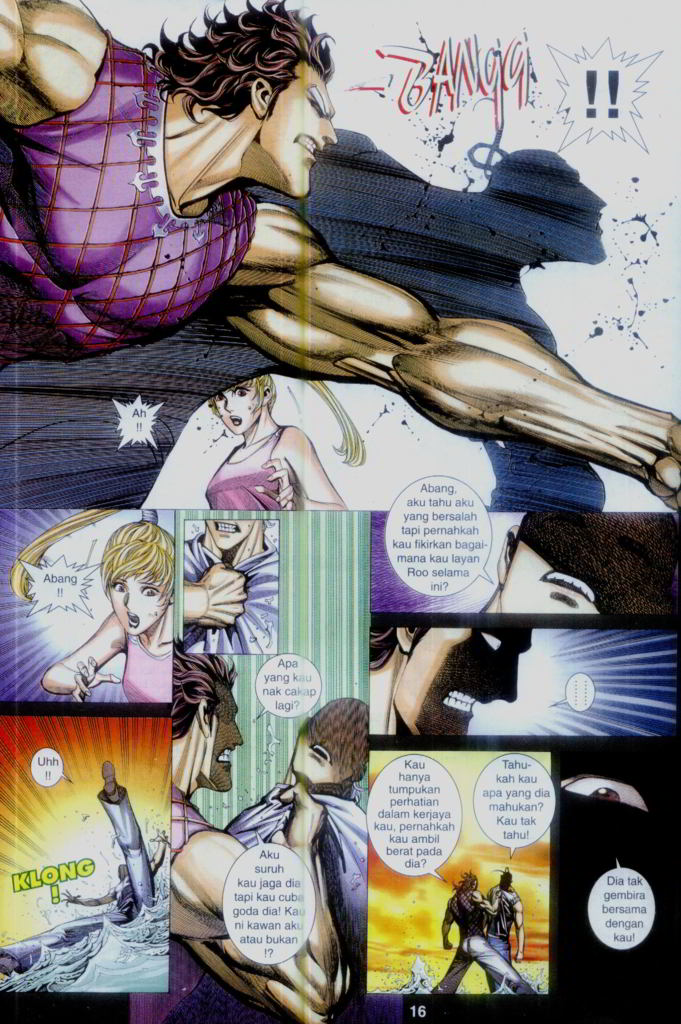 BANGG
!!
Ah
!!
Abang
!!
Abang,
aku tahu aku
yang bersalah
tapi pernahkah
kau fikirkan bagai-
mana kau layan
Roo selama
ini?
Apa
yang kau
nak cakap
lagi?
......
......
Uhh
!!
KLONG
!
Aku
suruh
kau jaga dia
tapi kau cuba
goda dia! Kau
ni kawan aku
atau bukan
!?
Kau
hanya
tumpukan
perhatian
dalam kerjaya
kau, pernahkah
kau ambil
berat pada
dia?
Tahu-
kah kau
apa yang dia
mahukan?
Kau tak
tahu!
Dia tak
gembira
bersama
dengan
kau!
16